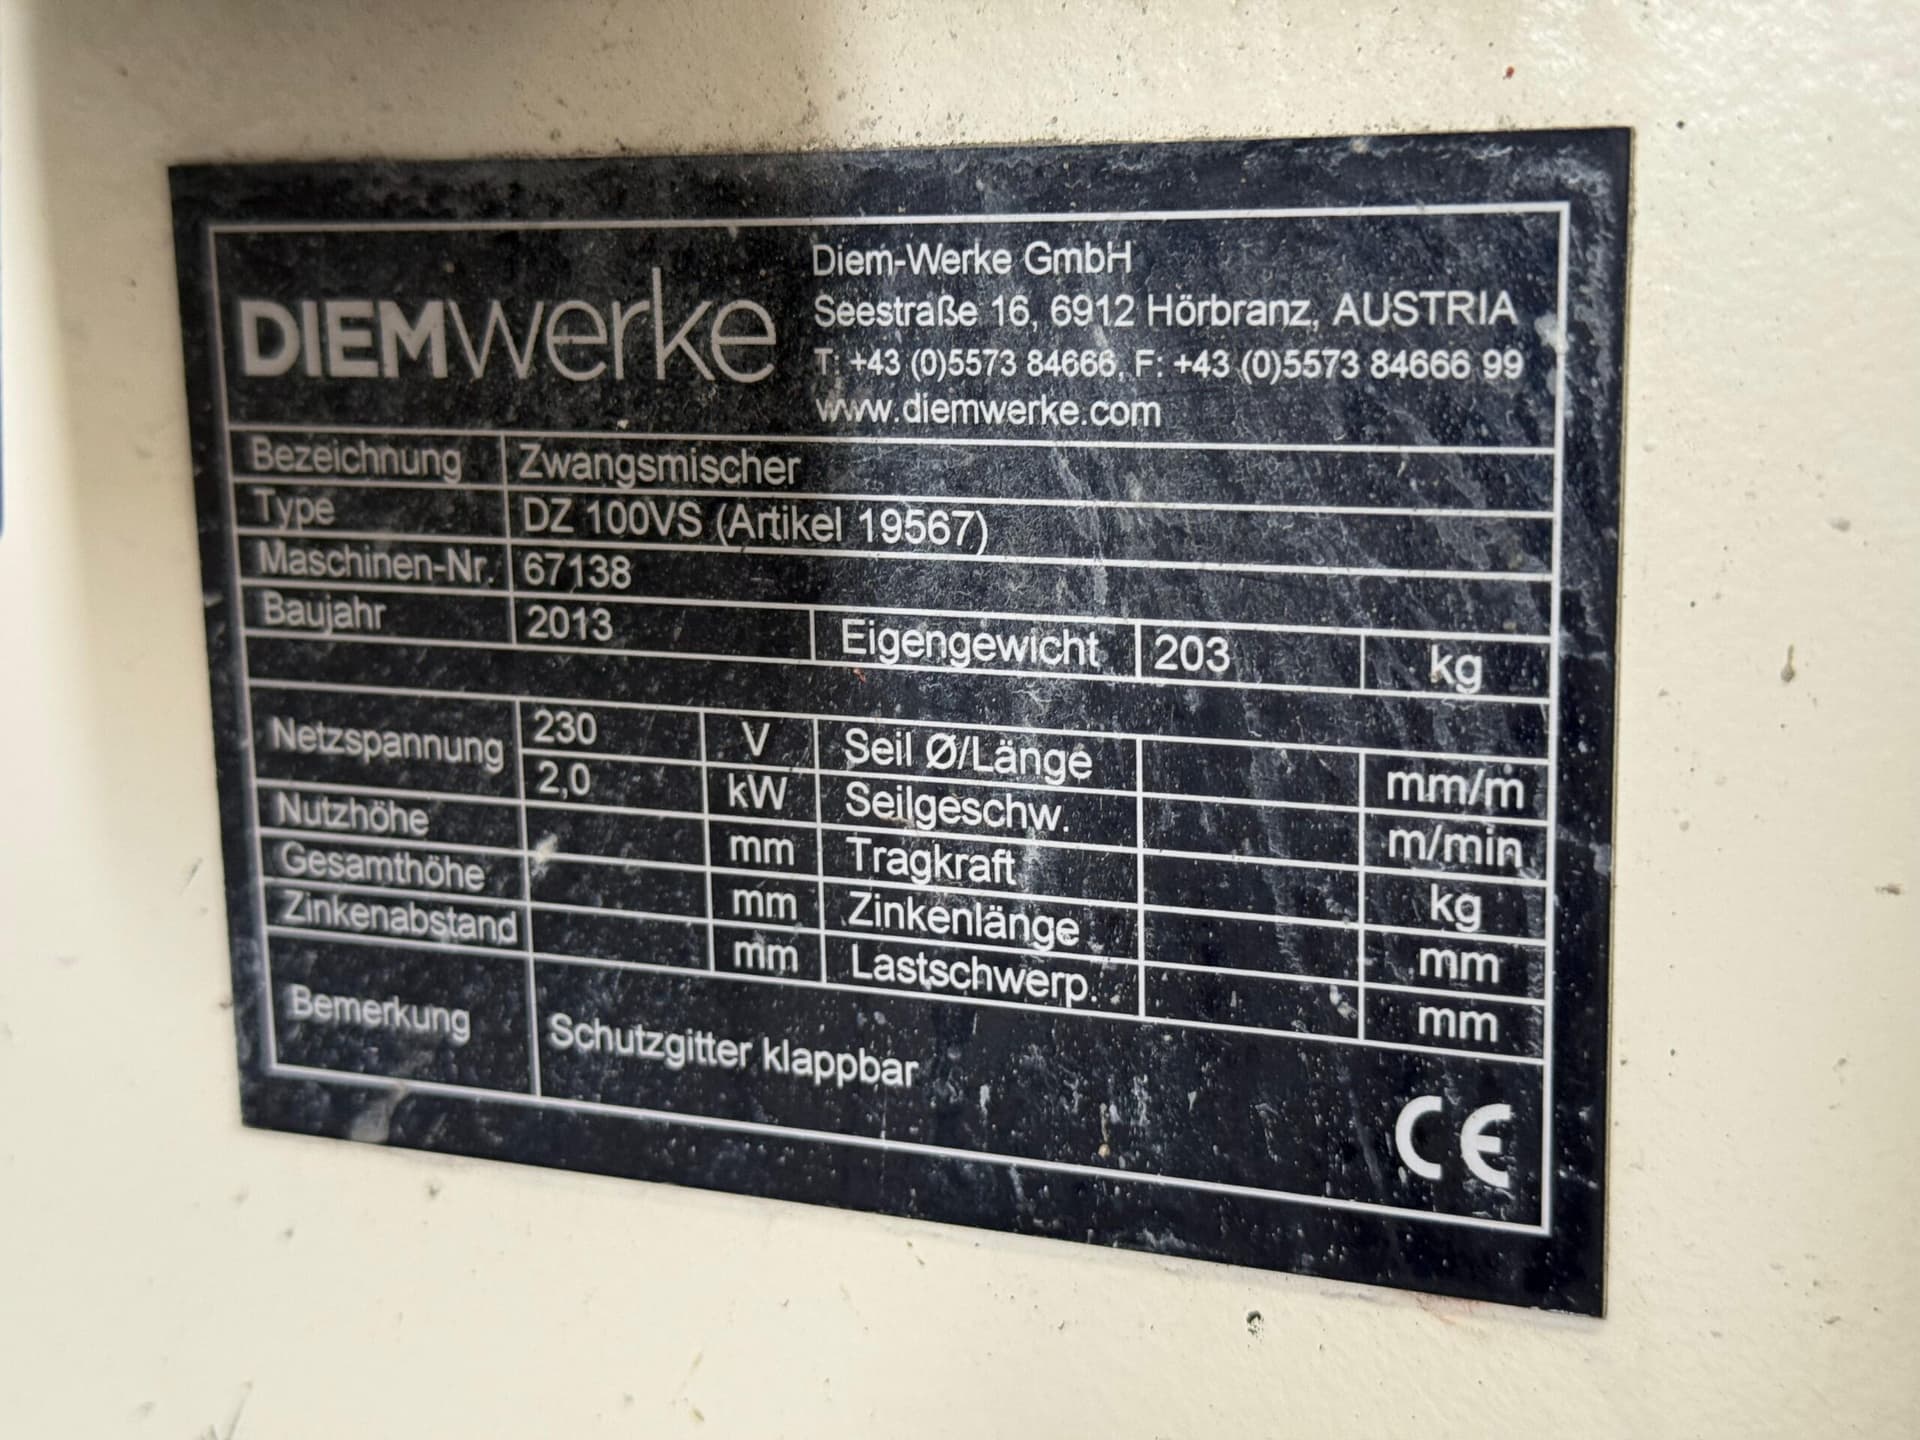 DIEMwerke
Diem-Werke GmbH
Seestraße 16, 6912 Hörbranz, AUSTRIA
T: +43 (0)5573 84666, F: +43 (0)5573 84666 99
www.diemwerke.com
Bezeichnung Zwangsmischer
Type DZ 100VS (Artikel 19567)
Maschinen-Nr. 67138
Baujahr 2013 Eigengewicht 203 kg
Netzspannung 230 V Seil Ø/Länge mm/m
2,0 kW Seilgeschw. m/min
Nutzhöhe mm Tragkraft kg
Gesamthöhe mm Zinkenlänge mm
Zinkenabstand mm Lastschwerp. mm
Bemerkung Schutzgitter klappbar
CE